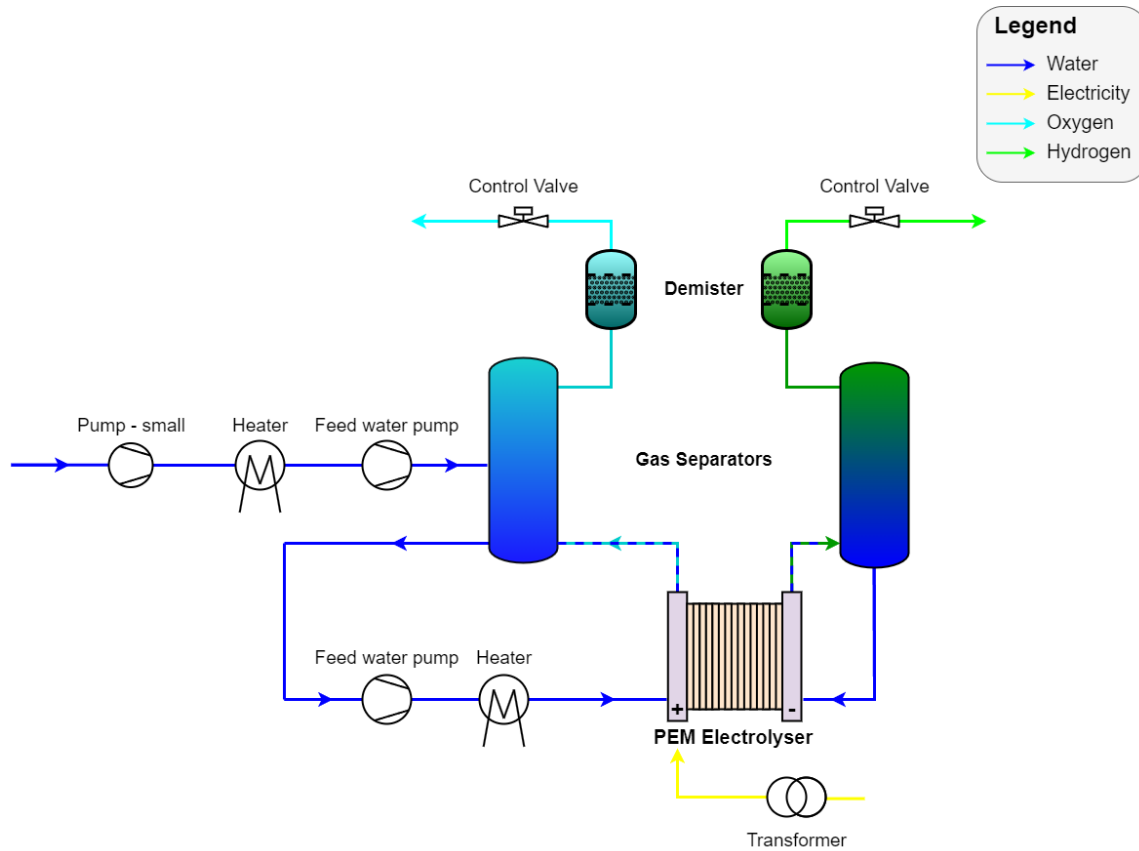 Legend
Water
Electricity
Oxygen
Hydrogen
Control Valve
Control Valve
Demister
Pump - small
Heater
Feed water pump
Gas Separators
Feed water pump
Heater
+
-
PEM Electrolyser
Transformer